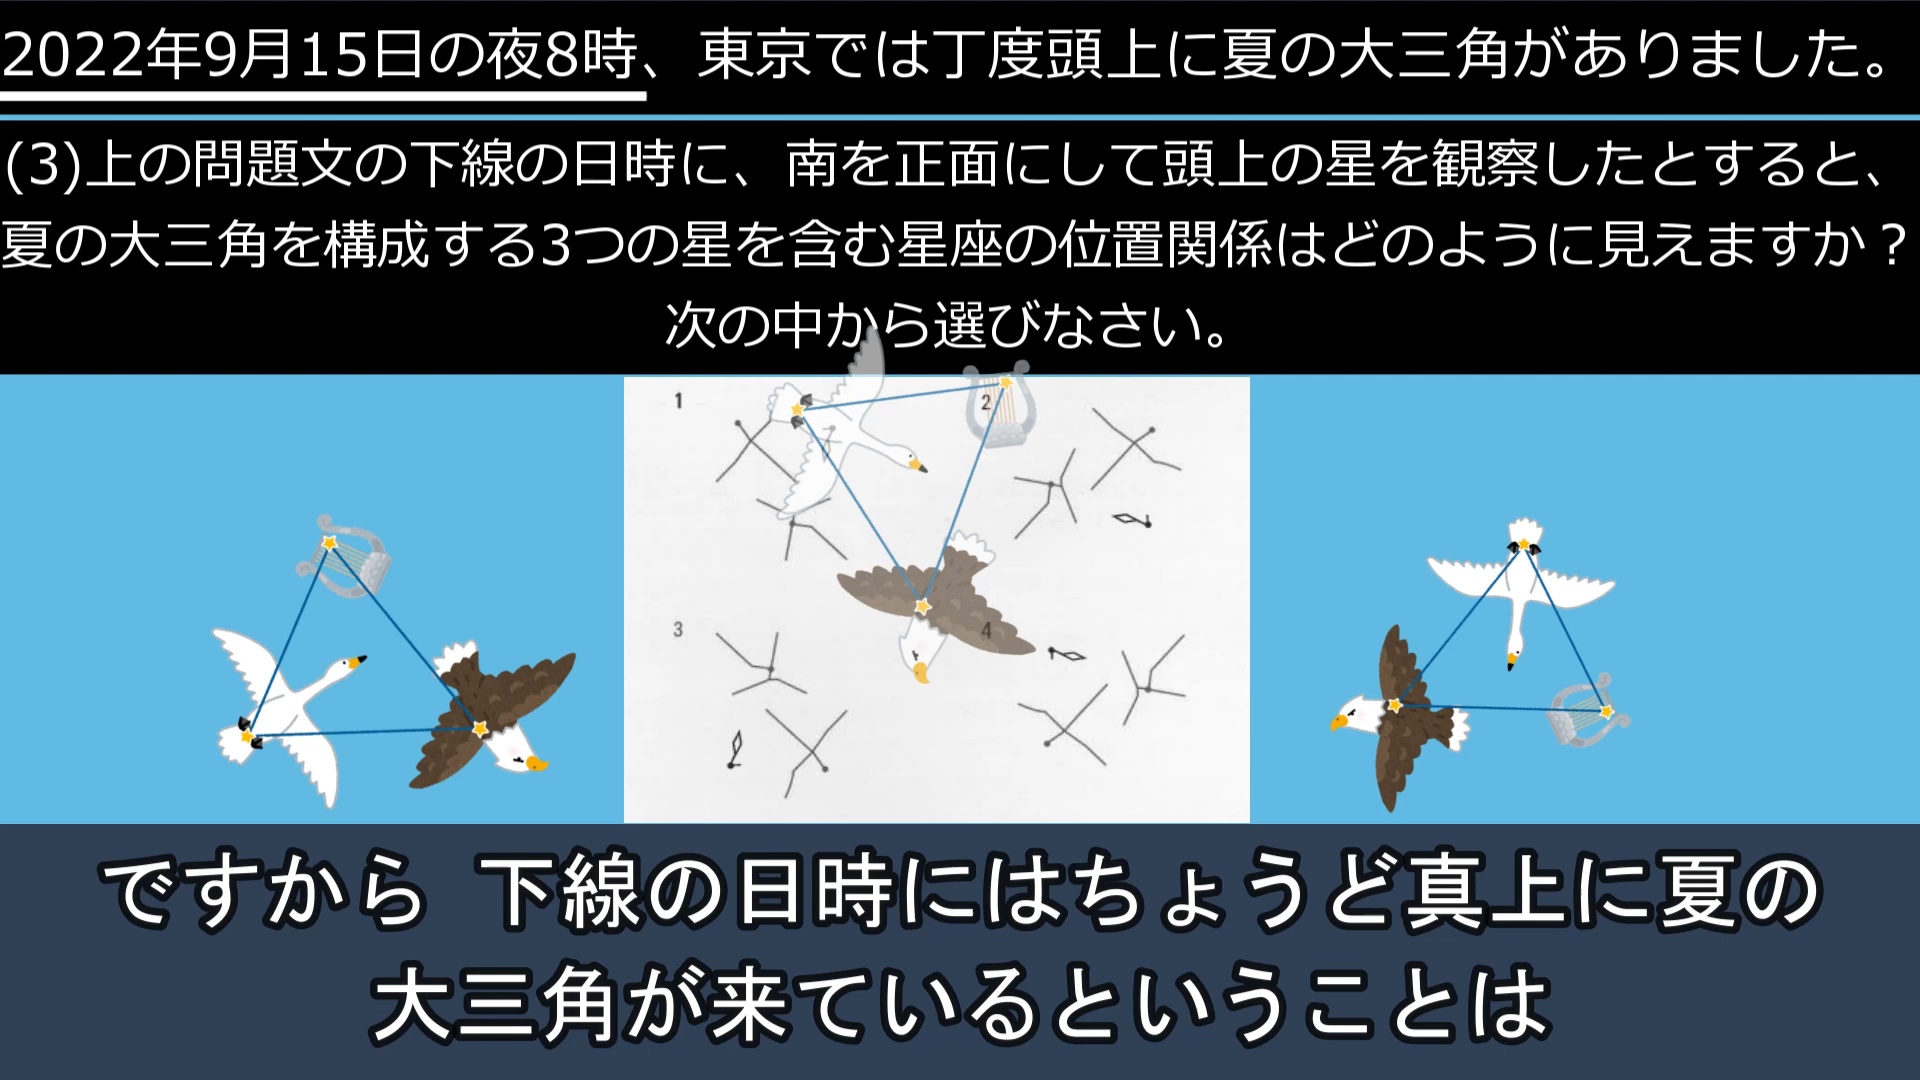 2022年9月15日の夜8時、東京では丁度頭上に夏の大三角がありました。
(3)上の問題文の下線の日時に、南を正面にして頭上の星を観察したとすると、
夏の大三角を構成する3つの星を含む星座の位置関係はどのように見えますか？
次の中から選びなさい。
1
2
3
4
ですから 下線の日時にはちょうど真上に夏の
大三角が来ているということは